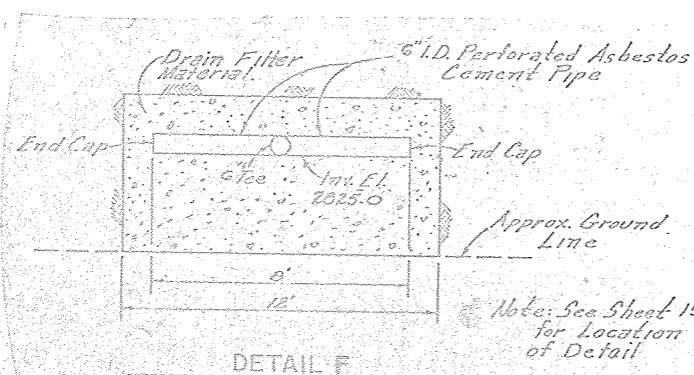 Drain Filter
Material
6" I.D. Perforated Asbestos
Cement Pipe
End Cap
End Cap
6" Tee
Inv. El.
2825.0
Approx. Ground
Line
8'
12'
Note: See Sheet
for Location
of Detail
DETAIL F